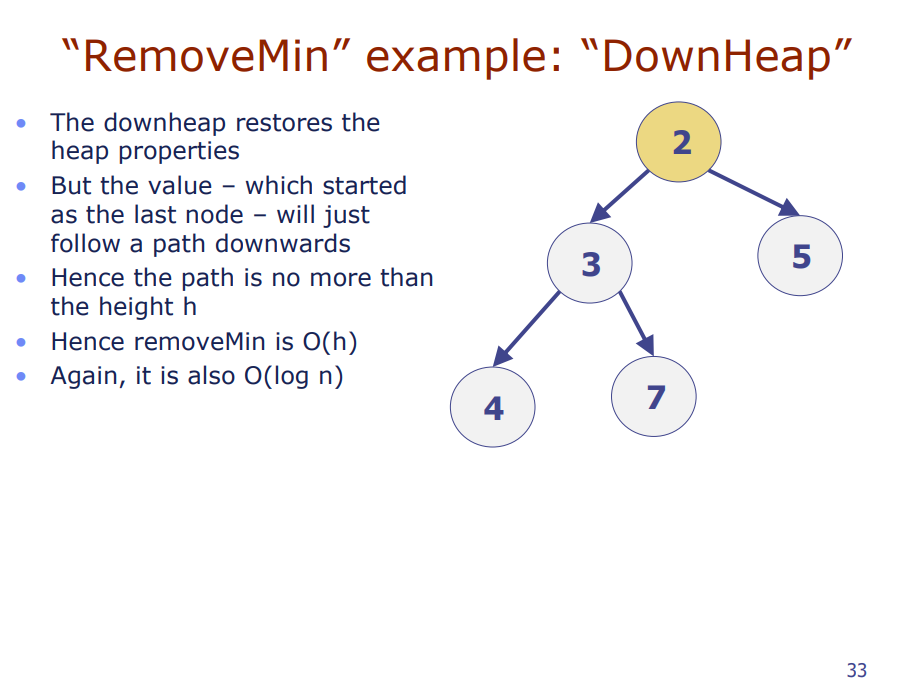 “RemoveMin” example: “DownHeap”
• The downheap restores the
heap properties
• But the value – which started
as the last node – will just
follow a path downwards
• Hence the path is no more than
the height h
• Hence removeMin is O(h)
• Again, it is also O(log n)
2
3
5
4
7
33